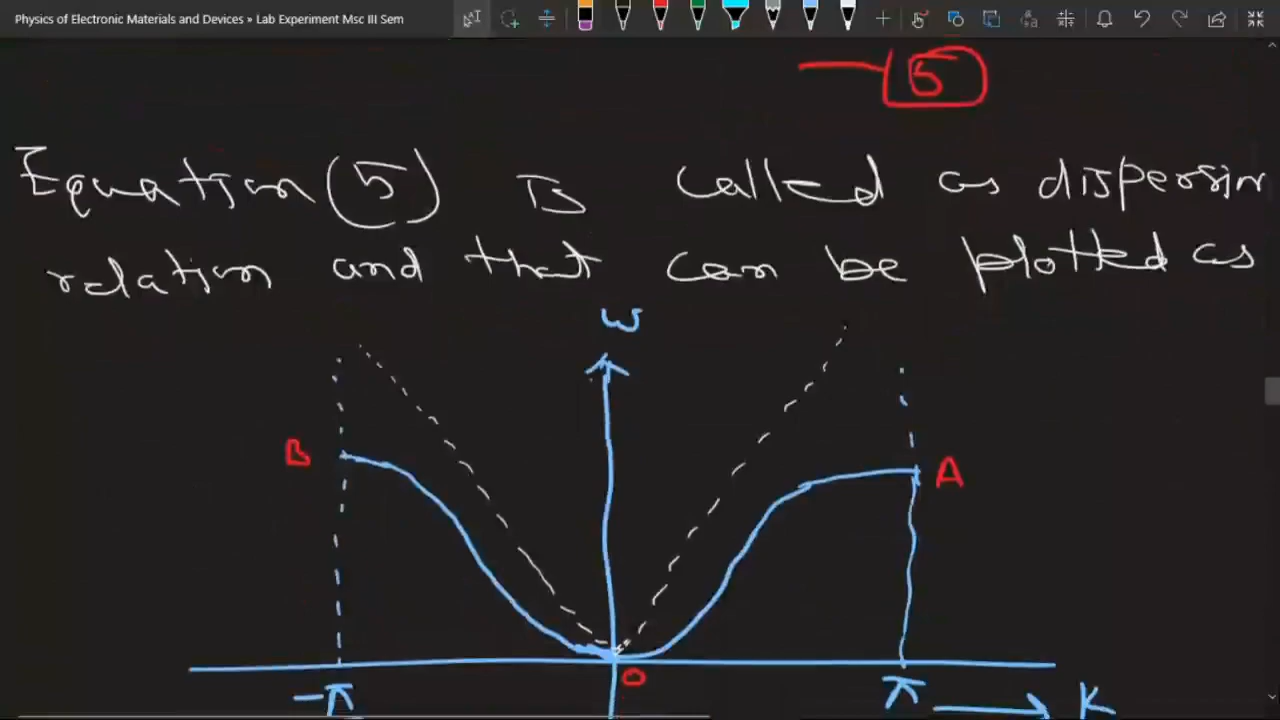 Physics of Electronic Materials and Devices » Lab Experiment Msc III Sem
5
Equation (5) is called as dispersion
relation and that can be plotted as
ω
B
A
0
-π
π
K